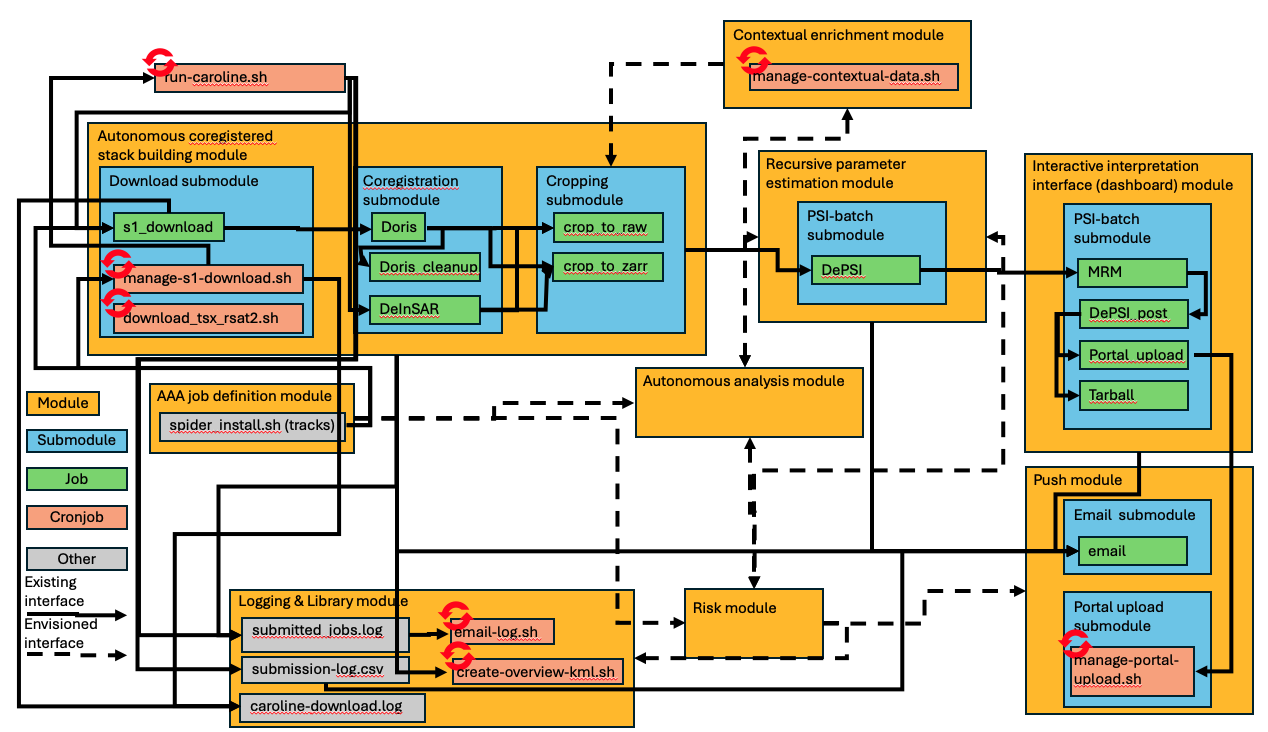 Contextual enrichment module
manage-contextual-data.sh
run-caroline.sh
Autonomous coregistered
stack building module
Download submodule
s1_download
manage-s1-download.sh
download_tsx_rsat2.sh
Coregistration
submodule
Doris
Doris_cleanup
DeInSAR
Cropping
submodule
crop_to_raw
crop_to_zarr
Recursive parameter
estimation module
PSI-batch
submodule
DePSI
Interactive interpretation
interface (dashboard) module
PSI-batch
submodule
MRM
DePSI_post
Portal_upload
Tarball
AAA job definition module
spider_install.sh (tracks)
Autonomous analysis module
Module
Submodule
Job
Cronjob
Other
Existing
interface
Envisioned
interface
Push module
Email  submodule
email
Portal upload
submodule
manage-portal-
upload.sh
Logging & Library module
submitted_jobs.log
email-log.sh
submission-log.csv
create-overview-kml.sh
caroline-download.log
Risk module